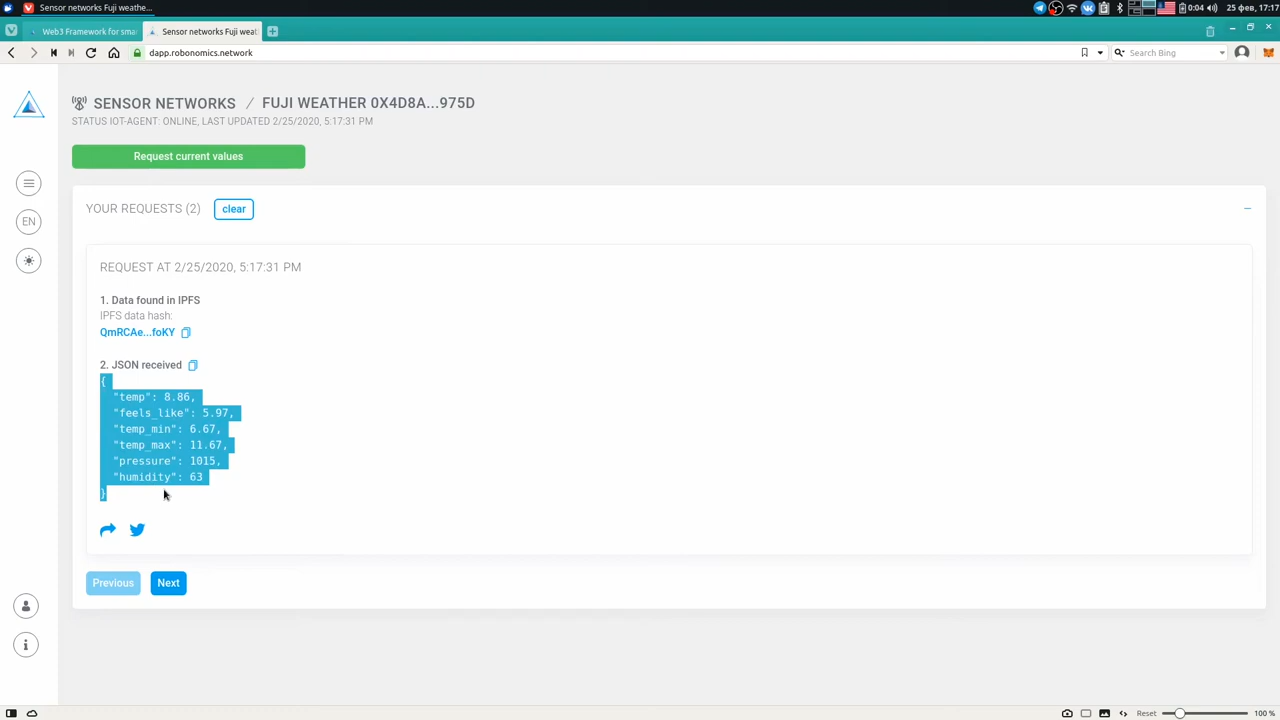 Sensor networks Fuji weathe...
0:04
25 фев, 17:17
Web3 Framework for sma
Sensor networks Fuji weat
dapp.robonomics.network
Search Bing
SENSOR NETWORKS / FUJI WEATHER 0X4D8A...975D
STATUS IOT-AGENT: ONLINE, LAST UPDATED 2/25/2020, 5:17:31 PM
Request current values
YOUR REQUESTS (2)
clear
REQUEST AT 2/25/2020, 5:17:31 PM
1. Data found in IPFS
IPFS data hash:
QmRCAe...foKY
2. JSON received
{
"temp": 8.86,
"feels_like": 5.97,
"temp_min": 6.67,
"temp_max": 11.67,
"pressure": 1015,
"humidity": 63
}
Previous
Next
EN
Reset
100 %